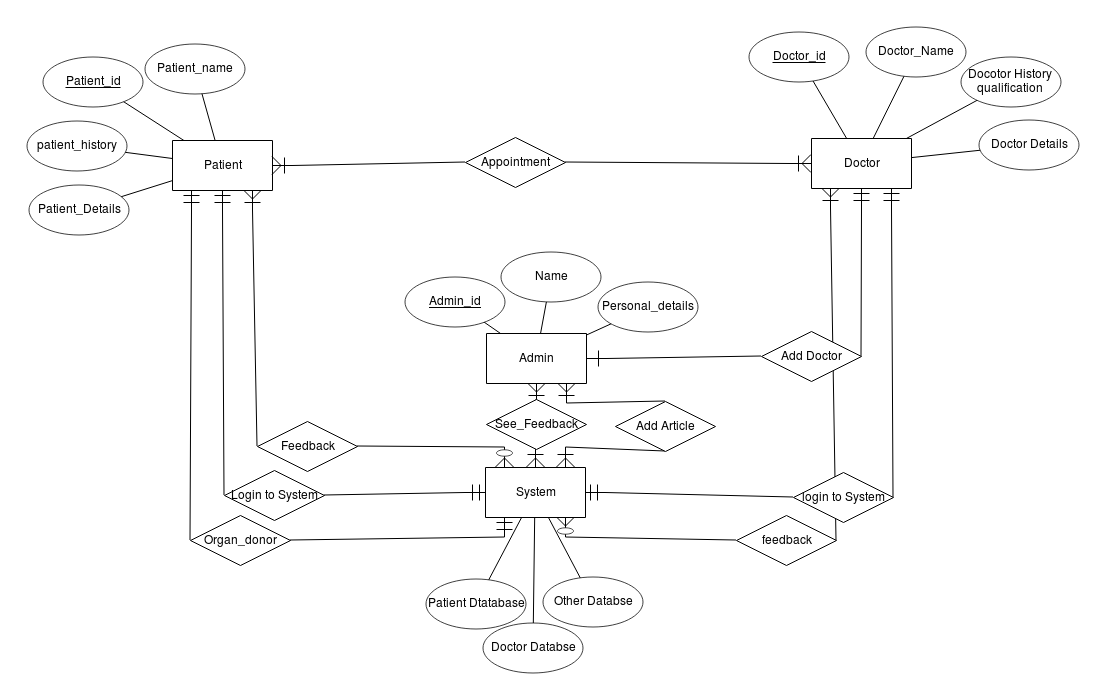 Patient_id
Patient_name
patient_history
Patient_Details
Patient
Appointment
Doctor_id
Doctor_Name
Docotor History
qualification
Doctor Details
Doctor
Admin_id
Name
Personal_details
Admin
Add Doctor
See_Feedback
Add Article
Feedback
Login to System
System
login to System
Organ_donor
feedback
Patient Dtatabase
Other Databse
Doctor Databse